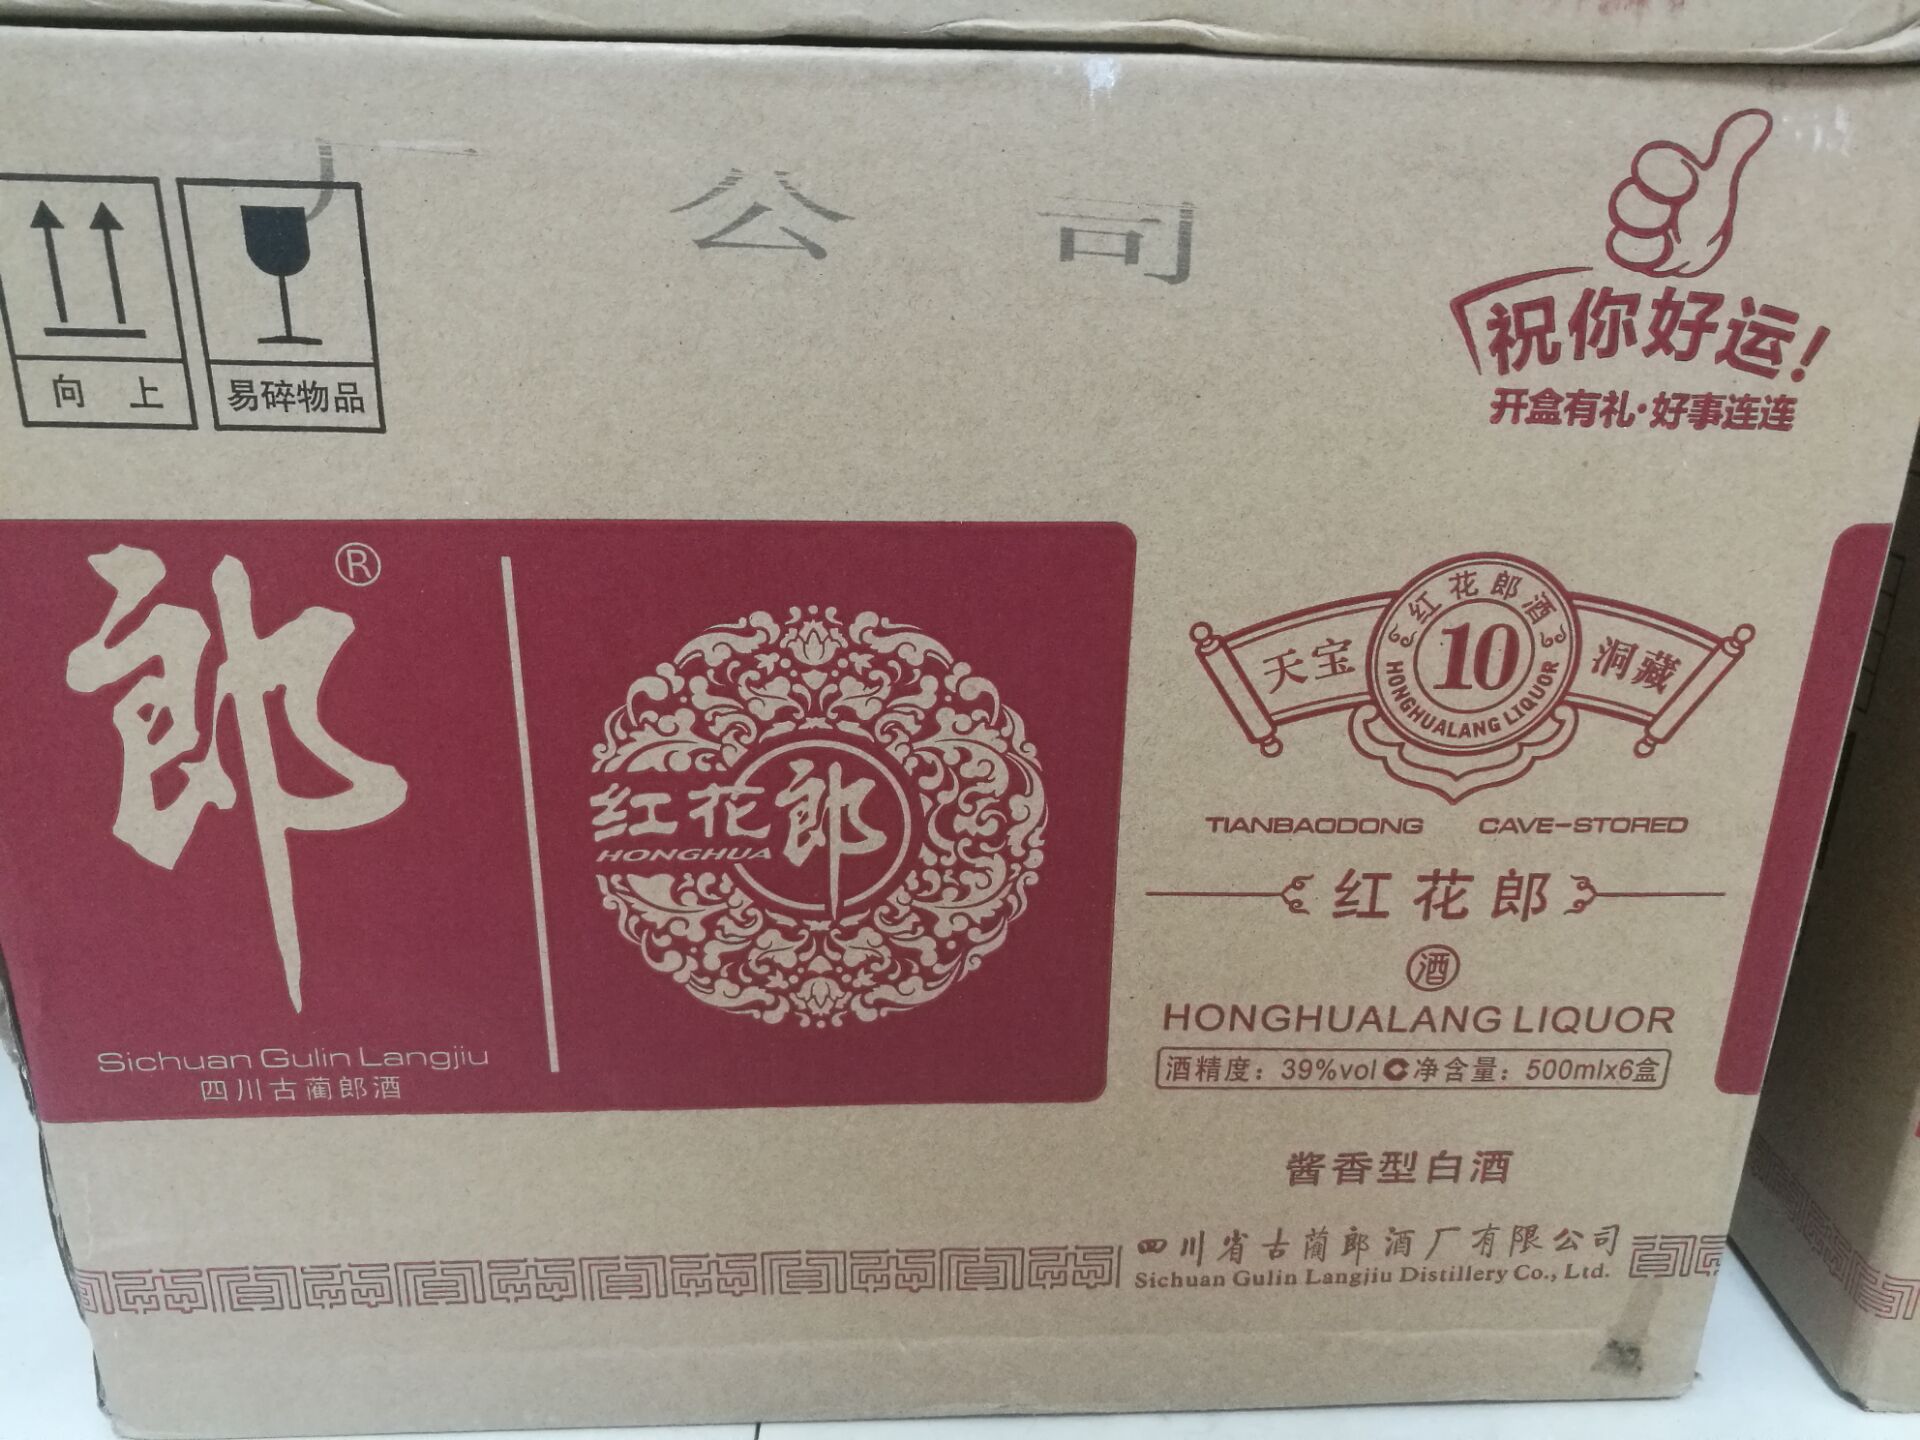 厂 公 司
向 上
易碎物品
祝你好运!
开盒有礼·好事连连
郎®
Sichuan Gulin Langjiu
四川古蔺郎酒
红花郎
HONGHUA
红花郎酒
天宝 10 洞藏
HONGHUALANG LIQUOR
TIANBAODONG CAVE-STORED
红花郎
酒
HONGHUALANG LIQUOR
酒精度：39%vol 净含量：500mlx6盒
酱香型白酒
四川省古蔺郎酒厂有限公司
Sichuan Gulin Langjiu Distillery Co., Ltd.